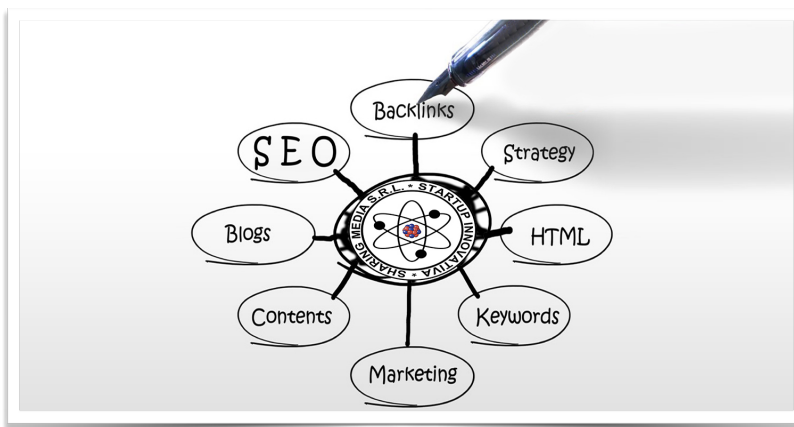 Backlinks
SEO
Strategy
SHARING MEDIA S.R.L. * STARTUP INNOVATIVA *
Blogs
HTML
Contents
Keywords
Marketing